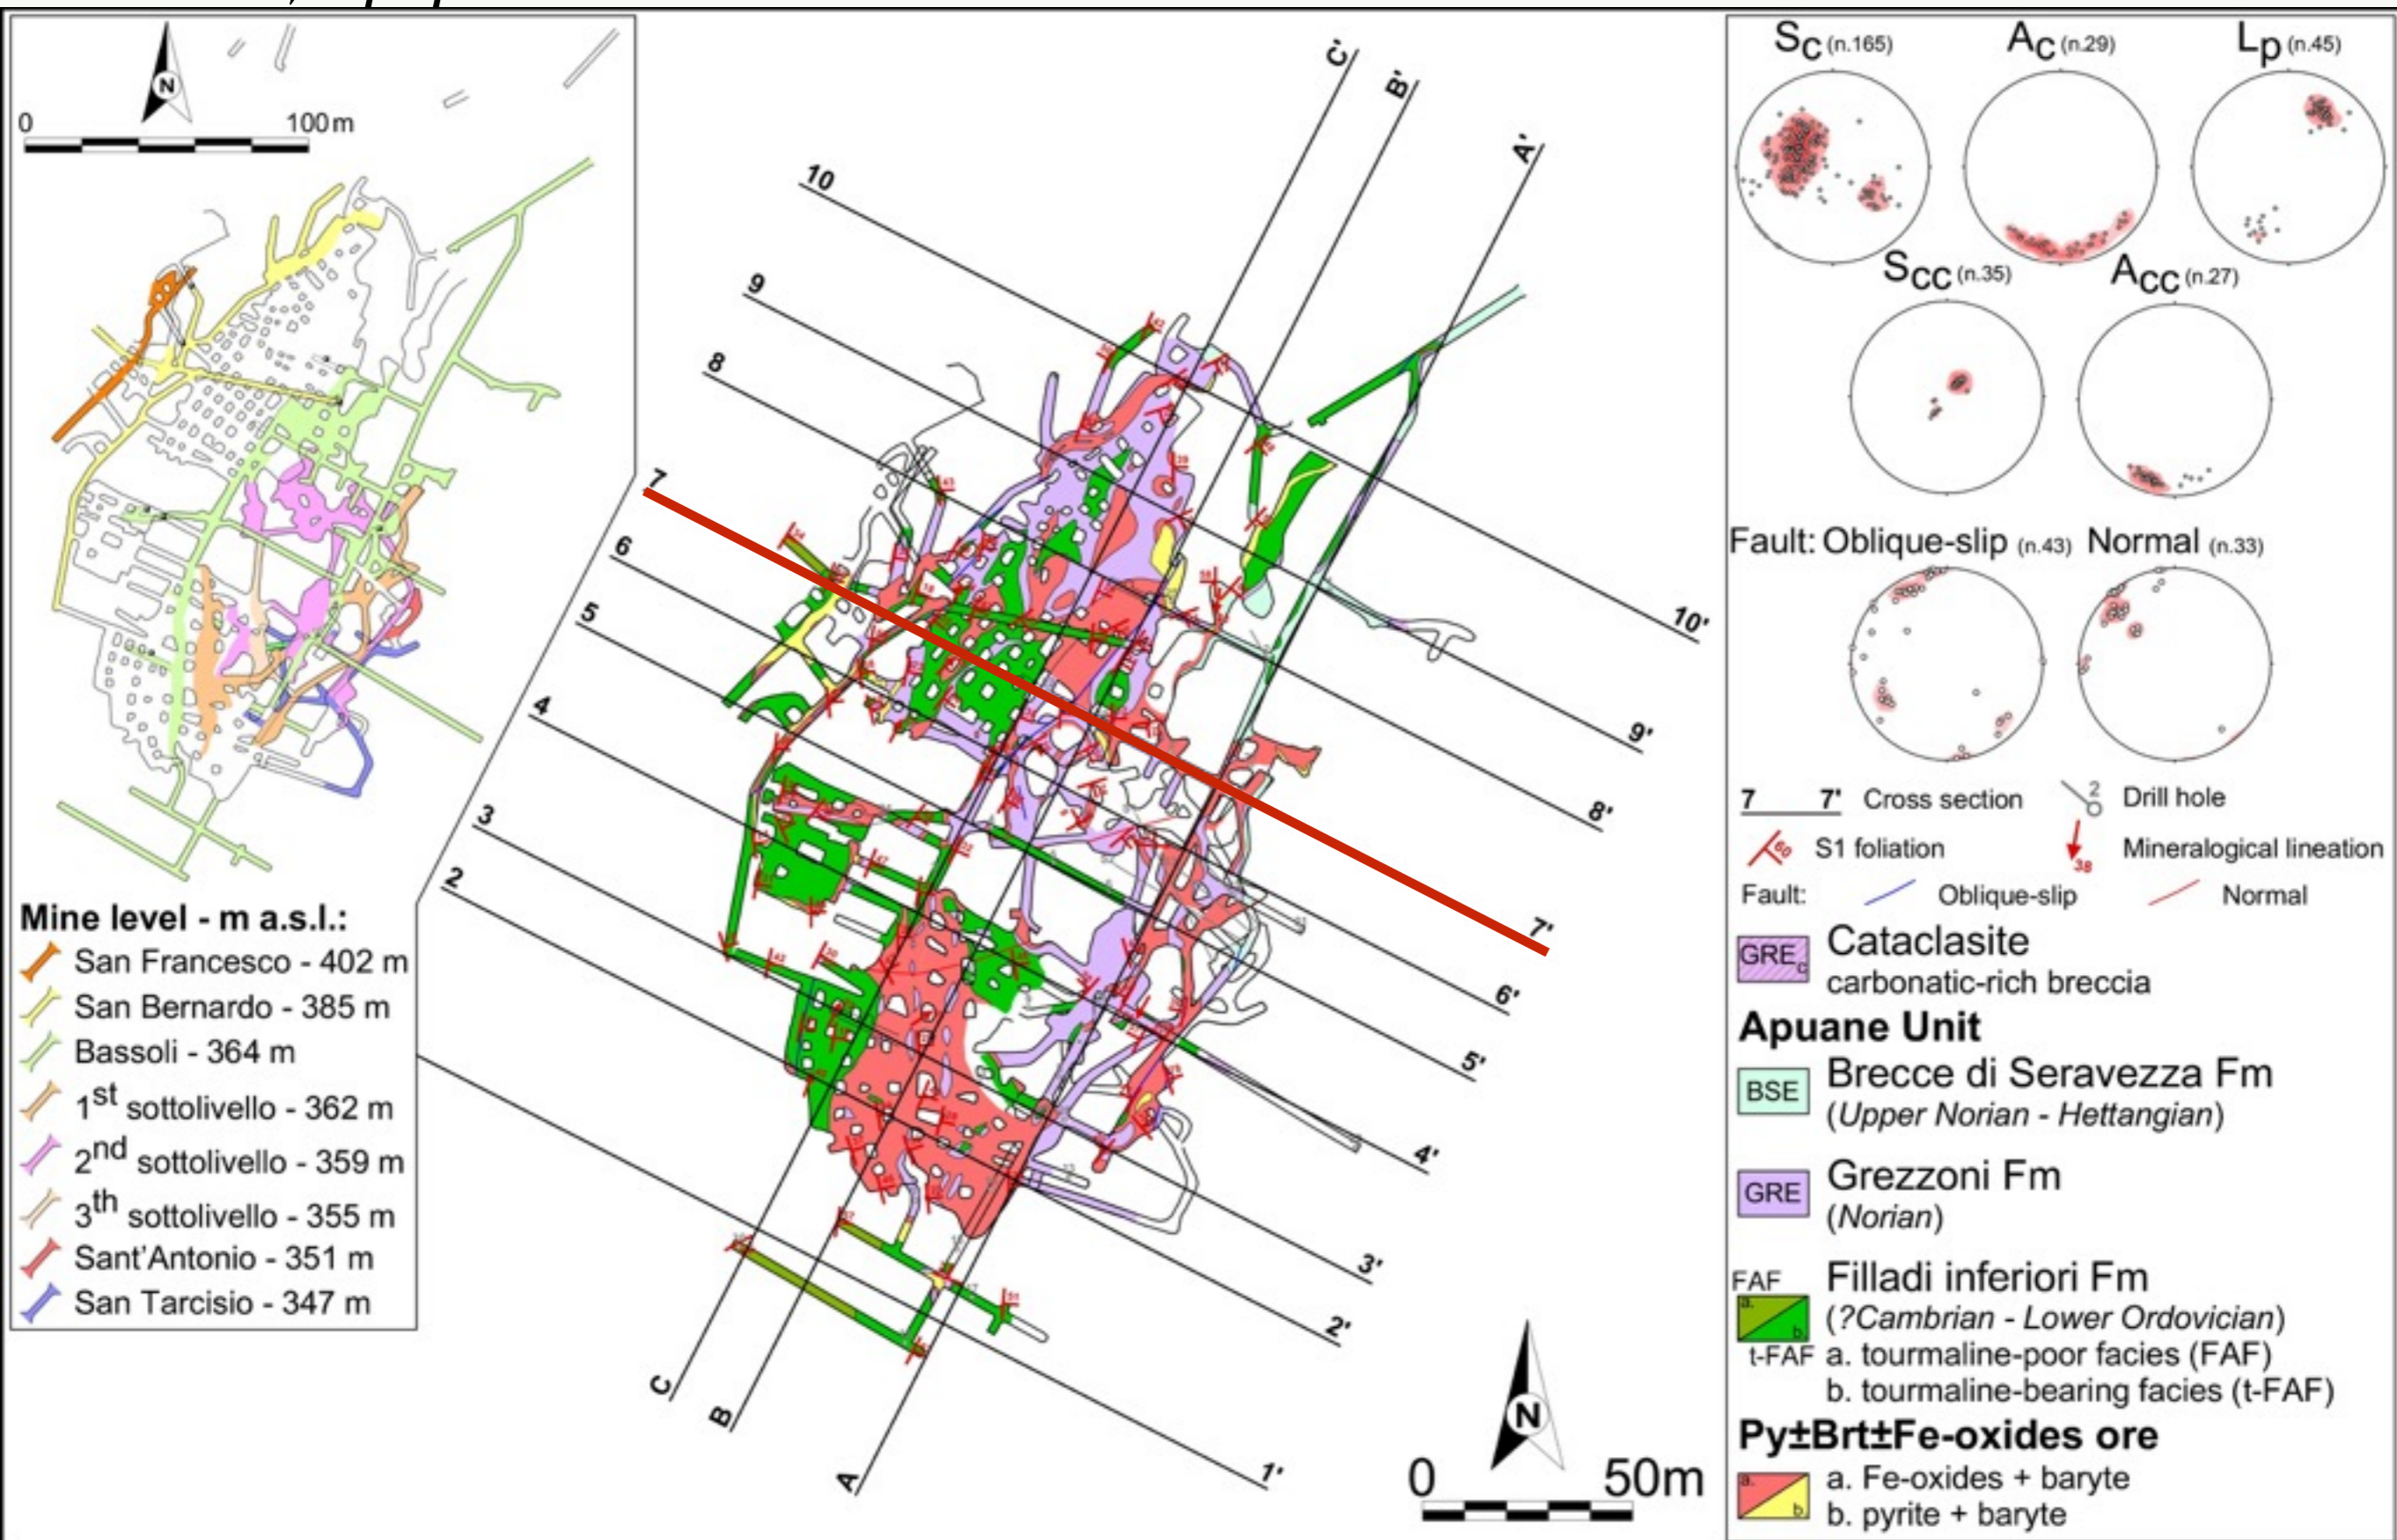 N
0 100 m
Mine level - m a.s.l.:
San Francesco - 402 m
San Bernardo - 385 m
Bassoli - 364 m
1st sottolivello - 362 m
2nd sottolivello - 359 m
3th sottolivello - 355 m
Sant'Antonio - 351 m
San Tarcisio - 347 m
C'
B'
A'
10
9
8
7
6
5
4
3
2
10'
9'
8'
7'
6'
5'
4'
3'
2'
1'
C
B
A
N
0 50m
Sc (n.165) Ac (n.29) Lp (n.45)
Scc (n.35) Acc (n.27)
Fault: Oblique-slip (n.43) Normal (n.33)
7 7' Cross section 2 Drill hole
60 S1 foliation 38 Mineralogical lineation
Fault: Oblique-slip Normal
GREc Cataclasite
carbonatic-rich breccia
Apuane Unit
BSE Brecce di Seravezza Fm
(Upper Norian - Hettangian)
GRE Grezzoni Fm
(Norian)
FAF Filladi inferiori Fm
a. b. (?Cambrian - Lower Ordovician)
t-FAF a. tourmaline-poor facies (FAF)
b. tourmaline-bearing facies (t-FAF)
Py±Brt±Fe-oxides ore
a. a. Fe-oxides + baryte
b. b. pyrite + baryte